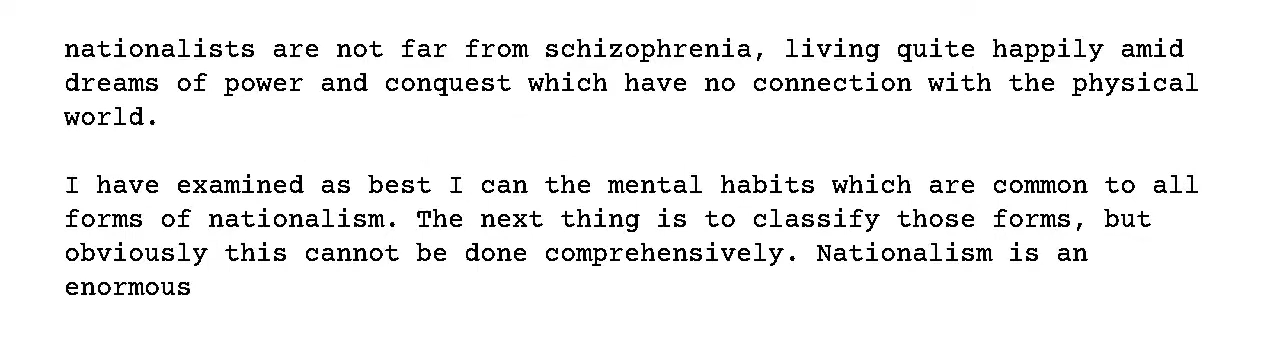 nationalists are not far from schizophrenia, living quite happily amid
dreams of power and conquest which have no connection with the physical
world.
I have examined as best I can the mental habits which are common to all
forms of nationalism. The next thing is to classify those forms, but
obviously this cannot be done comprehensively. Nationalism is an
enormous